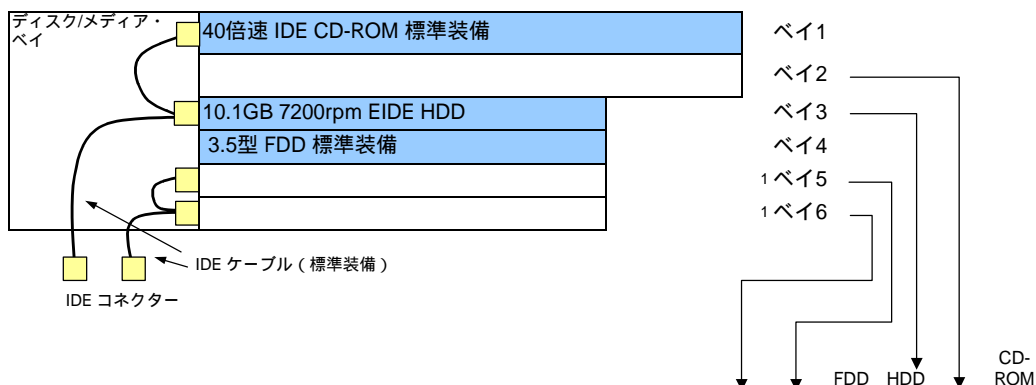 ディスク/メディア・
ベイ
40倍速 IDE CD-ROM 標準装備
ベイ1
ベイ2
10.1GB 7200rpm EIDE HDD
ベイ3
3.5型 FDD 標準装備
ベイ4
1 ベイ5
1 ベイ6
IDE ケーブル ( 標準装備 )
IDE コネクター
FDD
HDD
CD-
ROM